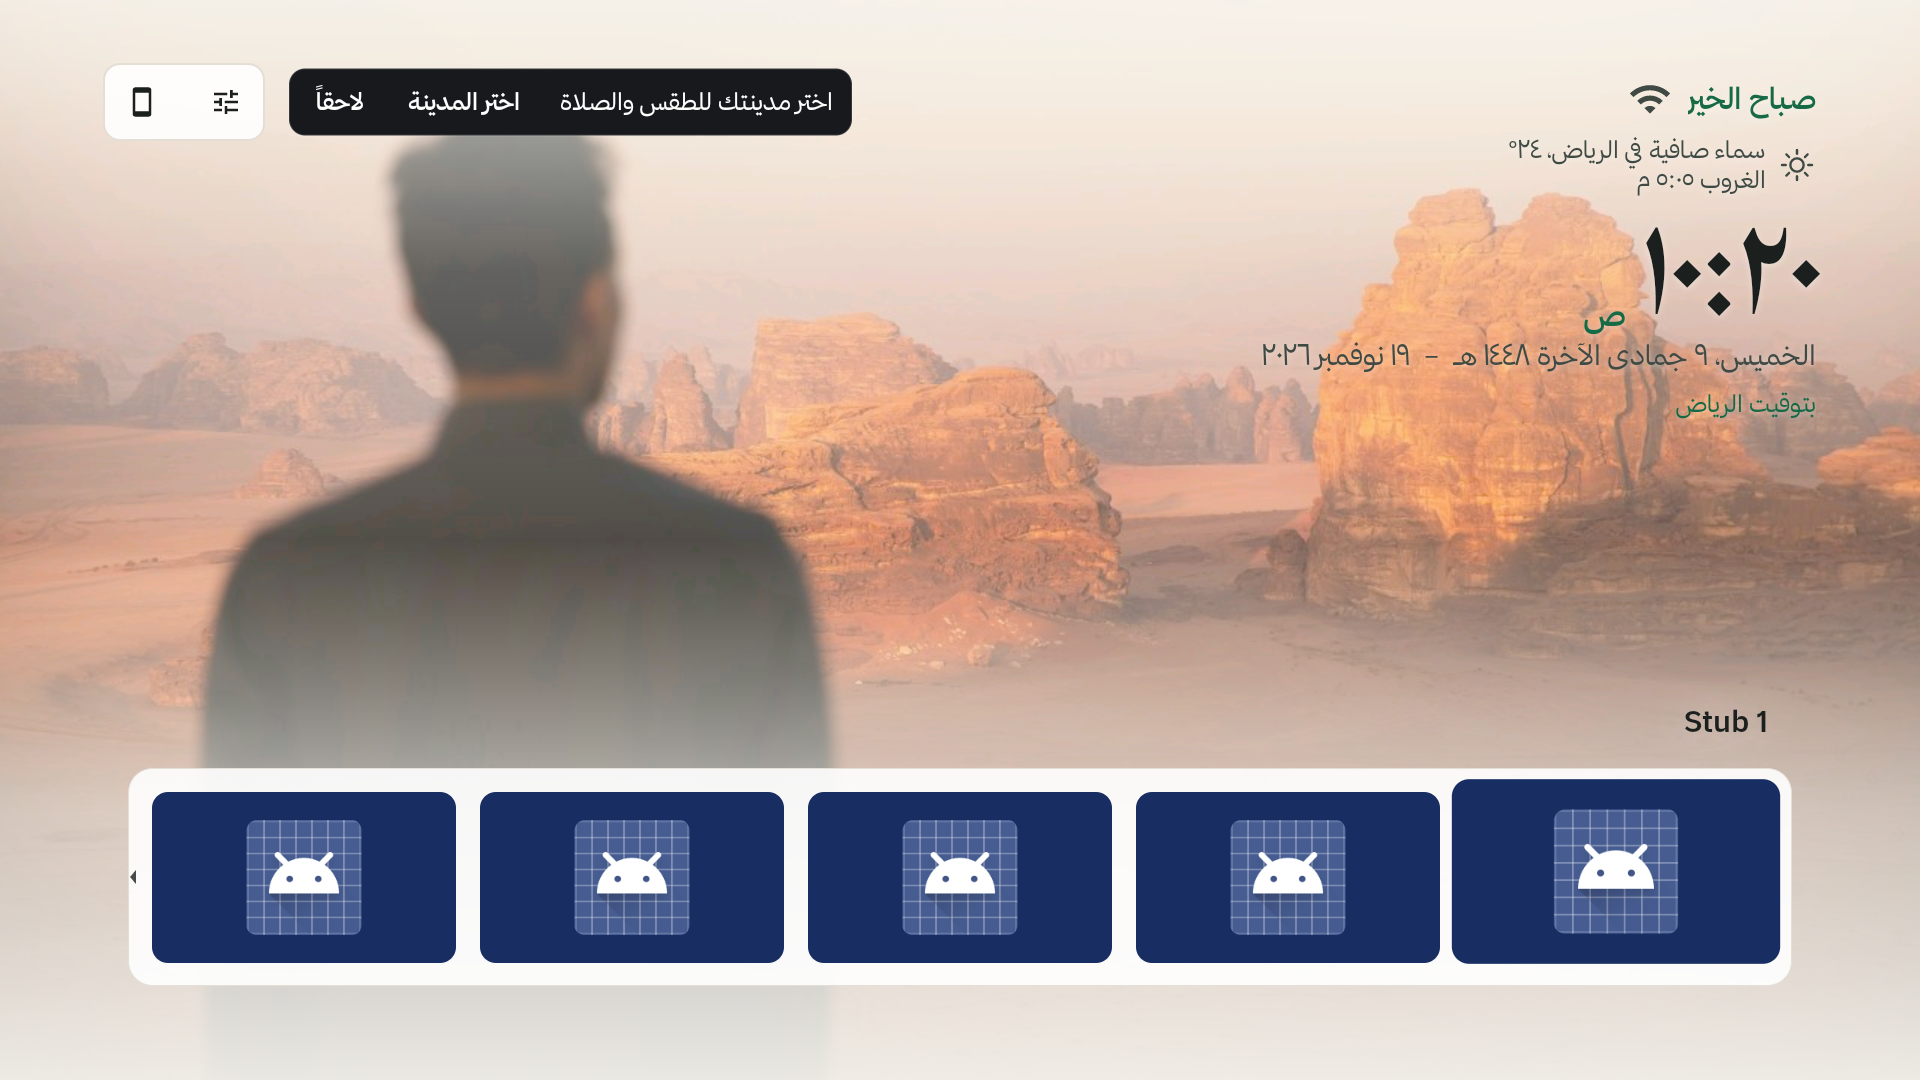 صباح الخير
سماء صافية في الرياض، ٢٤°
الغروب ٥:٠٥ م
١٠:٢٠ ص
الخميس، ٩ جمادى الآخرة ١٤٤٨ هـ – ١٩ نوفمبر ٢٠٢٦
بتوقيت الرياض
اختر مدينتك للطقس والصلاة اختر المدينة لاحقاً
Stub 1